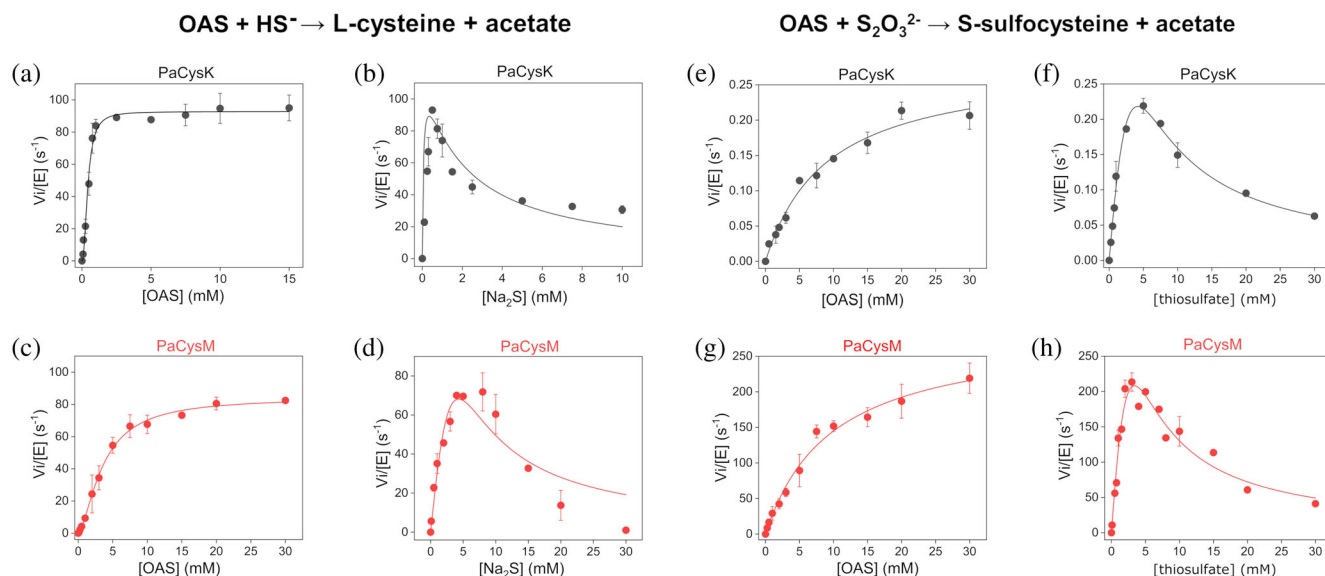 OAS + HS⁻ → L-cysteine + acetate
OAS + S₂O₃²⁻ → S-sulfocysteine + acetate
(a)
PaCysK
Vi/[E] (s⁻¹)
100
80
60
40
20
0
0 5 10 15
[OAS] (mM)
(b)
PaCysK
Vi/[E] (s⁻¹)
100
80
60
40
20
0
0 2 4 6 8 10
[Na₂S] (mM)
(e)
PaCysK
Vi/[E] (s⁻¹)
0.25
0.20
0.15
0.10
0.05
0.00
0 5 10 15 20 25 30
[OAS] (mM)
(f)
PaCysK
Vi/[E] (s⁻¹)
0.25
0.20
0.15
0.10
0.05
0.00
0 5 10 15 20 25 30
[thiosulfate] (mM)
(c)
PaCysM
Vi/[E] (s⁻¹)
100
80
60
40
20
0
0 5 10 15 20 25 30
[OAS] (mM)
(d)
PaCysM
Vi/[E] (s⁻¹)
80
60
40
20
0
0 5 10 15 20 25 30
[Na₂S] (mM)
(g)
PaCysM
Vi/[E] (s⁻¹)
250
200
150
100
50
0
0 5 10 15 20 25 30
[OAS] (mM)
(h)
PaCysM
Vi/[E] (s⁻¹)
250
200
150
100
50
0
0 5 10 15 20 25 30
[thiosulfate] (mM)